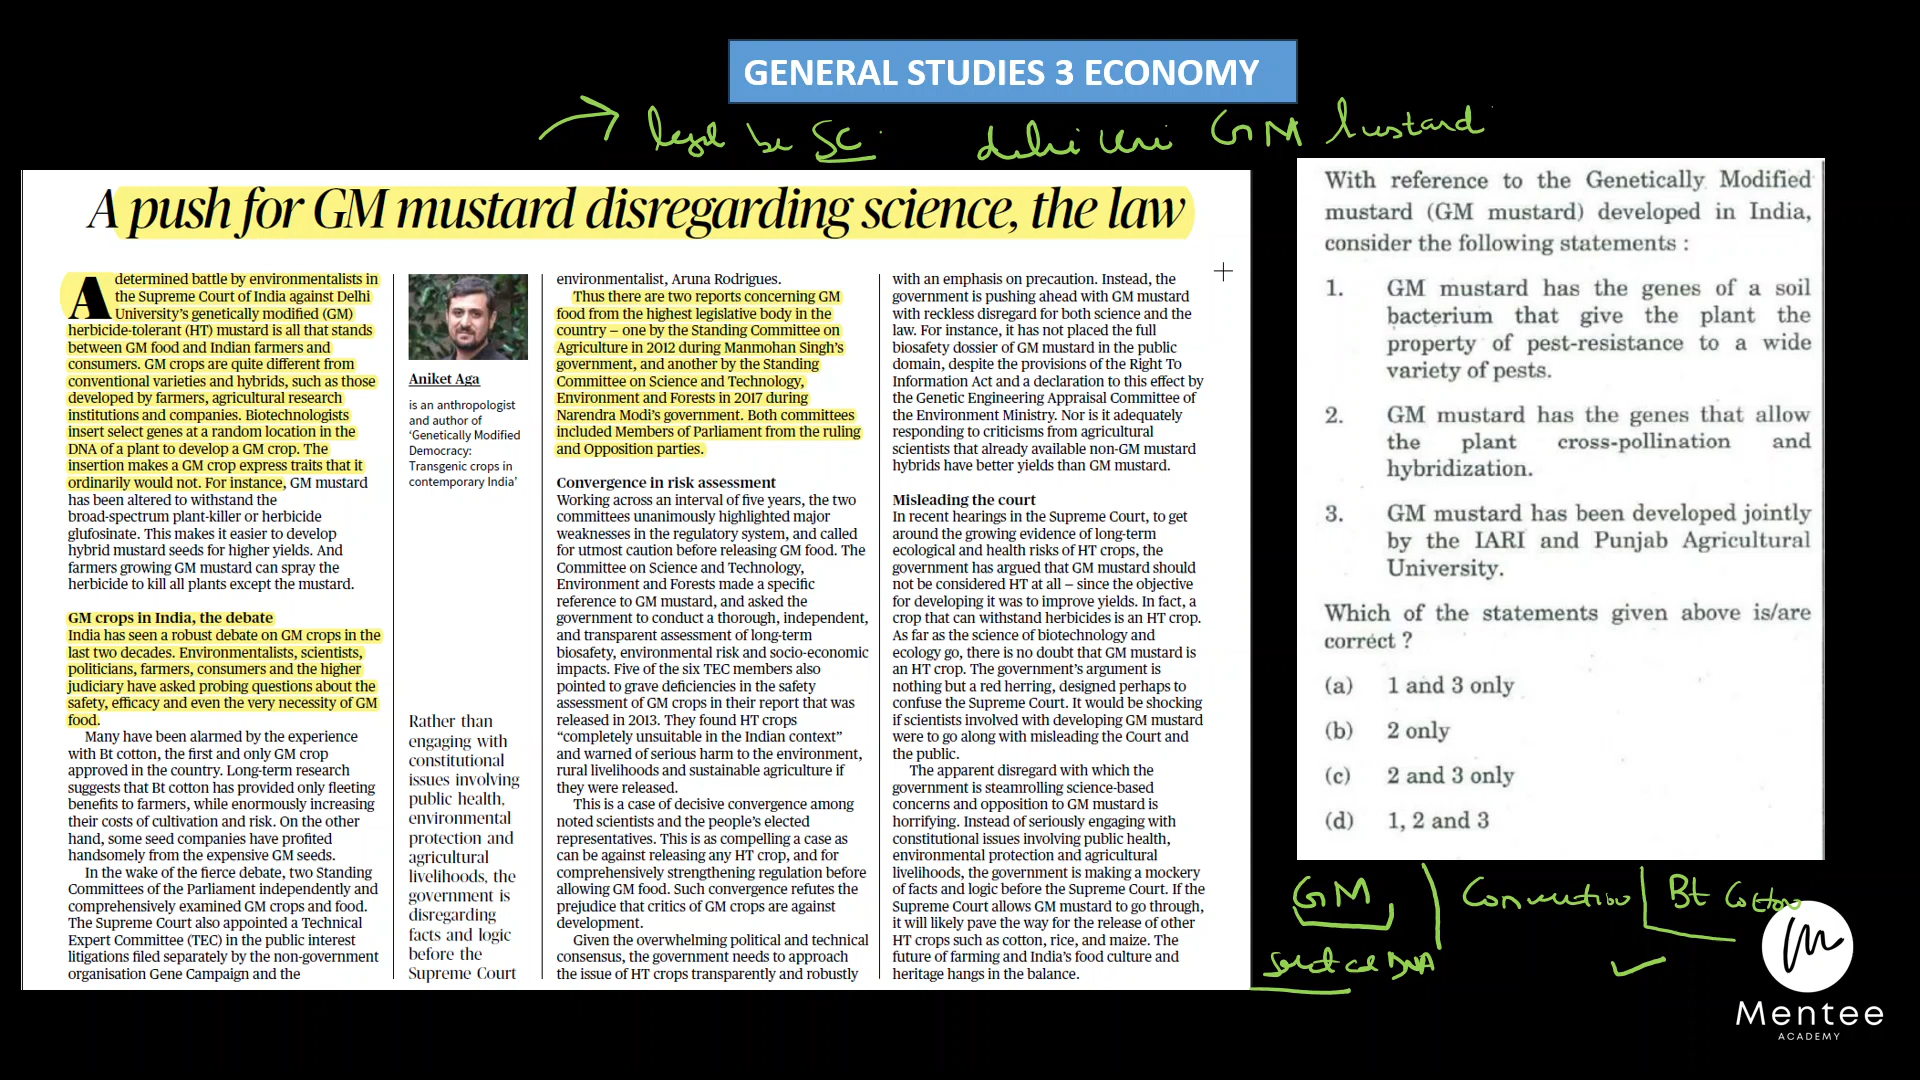 GENERAL STUDIES 3 ECONOMY
SC
GM
A push for GM mustard disregarding science, the law
A determined battle by environmentalists in
the Supreme Court of India against Delhi
University's genetically modified (GM)
herbicide-tolerant (HT) mustard is all that stands
between GM food and Indian farmers and
consumers. GM crops are quite different from
conventional varieties and hybrids, such as those
developed by farmers, agricultural research
institutions and companies. Biotechnologists
insert select genes at a random location in the
DNA of a plant to develop a GM crop. The
insertion makes a GM crop express traits that it
ordinarily would not. For instance, GM mustard
has been altered to withstand the
broad-spectrum plant-killer or herbicide
glufosinate. This makes it easier to develop
hybrid mustard seeds for higher yields. And
farmers growing GM mustard can spray the
herbicide to kill all plants except the mustard.
GM crops in India, the debate
India has seen a robust debate on GM crops in the
last two decades. Environmentalists, scientists,
politicians, farmers, consumers and the higher
judiciary have asked probing questions about the
safety, efficacy and even the very necessity of GM
food.
Many have been alarmed by the experience
with Bt cotton, the first and only GM crop
approved in the country. Long-term research
suggests that Bt cotton has provided only fleeting
benefits to farmers, while enormously increasing
their costs of cultivation and risk. On the other
hand, some seed companies have profited
handsomely from the expensive GM seeds.
In the wake of the fierce debate, two Standing
Committees of the Parliament independently and
comprehensively examined GM crops and food.
The Supreme Court also appointed a Technical
Expert Committee (TEC) in the public interest
litigations filed separately by the non-government
organisation Gene Campaign and the
Aniket Aga
is an anthropologist
and author of
'Genetically Modified
Democracy:
Transgenic crops in
contemporary India'
Rather than
engaging with
constitutional
issues involving
public health,
environmental
protection and
agricultural
livelihoods, the
government is
disregarding
facts and logic
before the
Supreme Court
environmentalist, Aruna Rodrigues.
Thus there are two reports concerning GM
food from the highest legislative body in the
country – one by the Standing Committee on
Agriculture in 2012 during Manmohan Singh's
government, and another by the Standing
Committee on Science and Technology,
Environment and Forests in 2017 during
Narendra Modi's government. Both committees
included Members of Parliament from the ruling
and Opposition parties.
Convergence in risk assessment
Working across an interval of five years, the two
committees unanimously highlighted major
weaknesses in the regulatory system, and called
for utmost caution before releasing GM food. The
Committee on Science and Technology,
Environment and Forests made a specific
reference to GM mustard, and asked the
government to conduct a thorough, independent,
and transparent assessment of long-term
biosafety, environmental risk and socio-economic
impacts. Five of the six TEC members also
pointed to grave deficiencies in the safety
assessment of GM crops in their report that was
released in 2013. They found HT crops
"completely unsuitable in the Indian context"
and warned of serious harm to the environment,
rural livelihoods and sustainable agriculture if
they were released.
This is a case of decisive convergence among
noted scientists and the people's elected
representatives. This is as compelling a case as
can be against releasing any HT crop, and for
comprehensively strengthening regulation before
allowing GM food. Such convergence refutes the
prejudice that critics of GM crops are against
development.
Given the overwhelming political and technical
consensus, the government needs to approach
the issue of HT crops transparently and robustly
with an emphasis on precaution. Instead, the
government is pushing ahead with GM mustard
with reckless disregard for both science and the
law. For instance, it has not placed the full
biosafety dossier of GM mustard in the public
domain, despite the provisions of the Right To
Information Act and a declaration to this effect by
the Genetic Engineering Appraisal Committee of
the Environment Ministry. Nor is it adequately
responding to criticisms from agricultural
scientists that already available non-GM mustard
hybrids have better yields than GM mustard.
Misleading the court
In recent hearings in the Supreme Court, to get
around the growing evidence of long-term
ecological and health risks of HT crops, the
government has argued that GM mustard should
not be considered HT at all – since the objective
for developing it was to improve yields. In fact, a
crop that can withstand herbicides is an HT crop.
As far as the science of biotechnology and
ecology go, there is no doubt that GM mustard is
an HT crop. The government's argument is
nothing but a red herring, designed perhaps to
confuse the Supreme Court. It would be shocking
if scientists involved with developing GM mustard
were to go along with misleading the Court and
the public.
The apparent disregard with which the
government is steamrolling science-based
concerns and opposition to GM mustard is
horrifying. Instead of seriously engaging with
constitutional issues involving public health,
environmental protection and agricultural
livelihoods, the government is making a mockery
of facts and logic before the Supreme Court. If the
Supreme Court allows GM mustard to go through,
it will likely pave the way for the release of other
HT crops such as cotton, rice, and maize. The
future of farming and India's food culture and
heritage hangs in the balance.
With reference to the Genetically Modified
mustard (GM mustard) developed in India,
consider the following statements :
1. GM mustard has the genes of a soil
bacterium that give the plant the
property of pest-resistance to a wide
variety of pests.
2. GM mustard has the genes that allow
the plant cross-pollination and
hybridization.
3. GM mustard has been developed jointly
by the IARI and Punjab Agricultural
University.
Which of the statements given above is/are
correct ?
(a) 1 and 3 only
(b) 2 only
(c) 2 and 3 only
(d) 1, 2 and 3
GM Bt Cotton
DNA
Mentee
ACADEMY